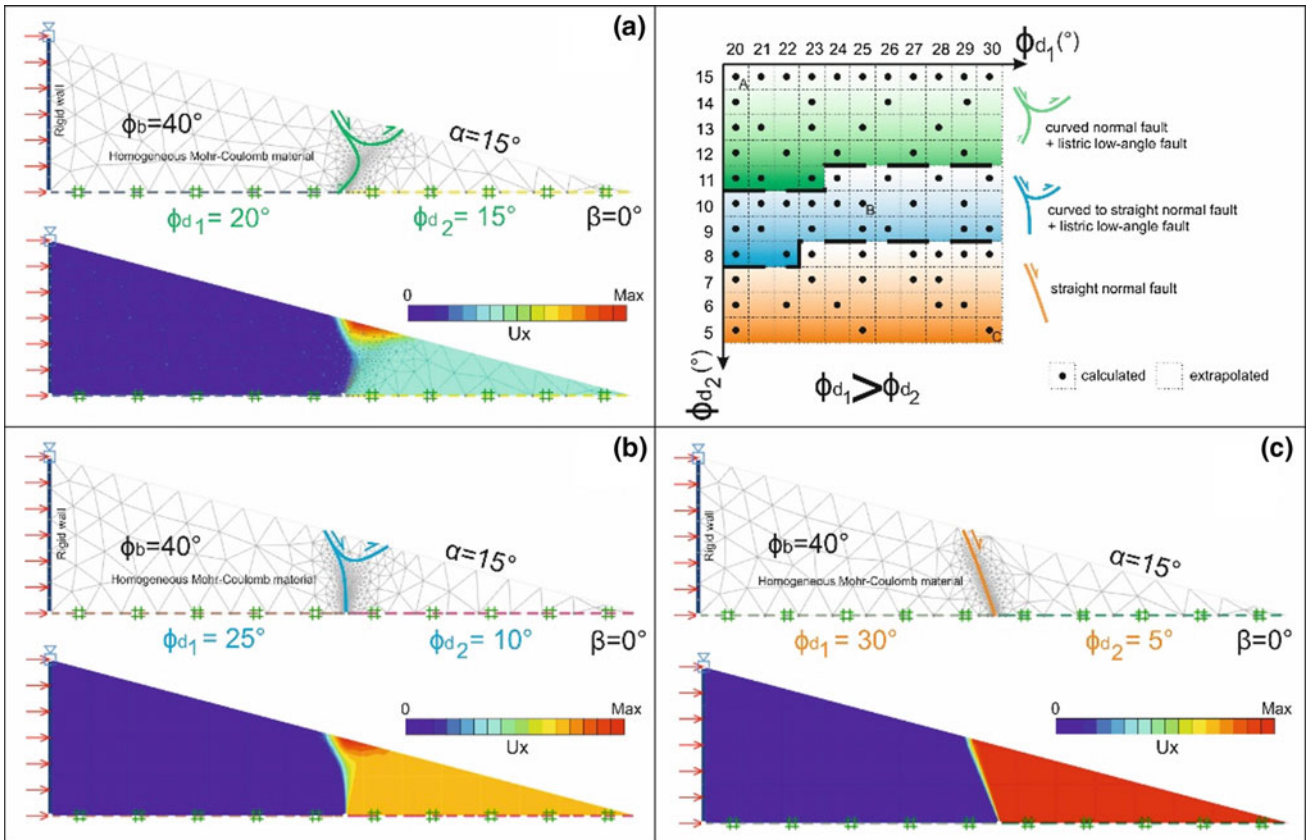 (a)
Rigid wall
ϕb=40°
Homogeneous Mohr-Coulomb material
α=15°
ϕd1= 20°
ϕd2= 15°
β=0°
0 Max
Ux
20 21 22 23 24 25 26 27 28 29 30 ϕd1(°)
15
14
13
12
11
10
9
8
7
6
5
A
B
C
ϕd2(°)
ϕd1>ϕd2
curved normal fault
+ listric low-angle fault
curved to straight normal fault
+ listric low-angle fault
straight normal fault
calculated extrapolated
(b)
Rigid wall
ϕb=40°
Homogeneous Mohr-Coulomb material
α=15°
ϕd1= 25°
ϕd2= 10°
β=0°
0 Max
Ux
(c)
Rigid wall
ϕb=40°
Homogeneous Mohr-Coulomb material
α=15°
ϕd1= 30°
ϕd2= 5°
β=0°
0 Max
Ux